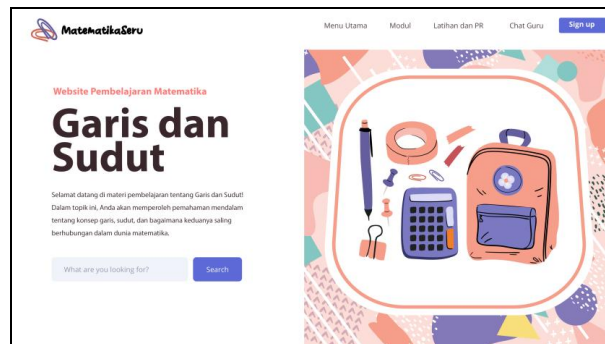 MatematikaSeru
Menu Utama Modul Latihan dan PR Chat Guru Sign up
Website Pembelajaran Matematika
Garis dan
Sudut
Selamat datang di materi pembelajaran tentang Garis dan Sudut!
Dalam topik ini, Anda akan memperoleh pemahaman mendalam
tentang konsep garis, sudut, dan bagaimana keduanya saling
berhubungan dalam dunia matematika.
What are you looking for? Search